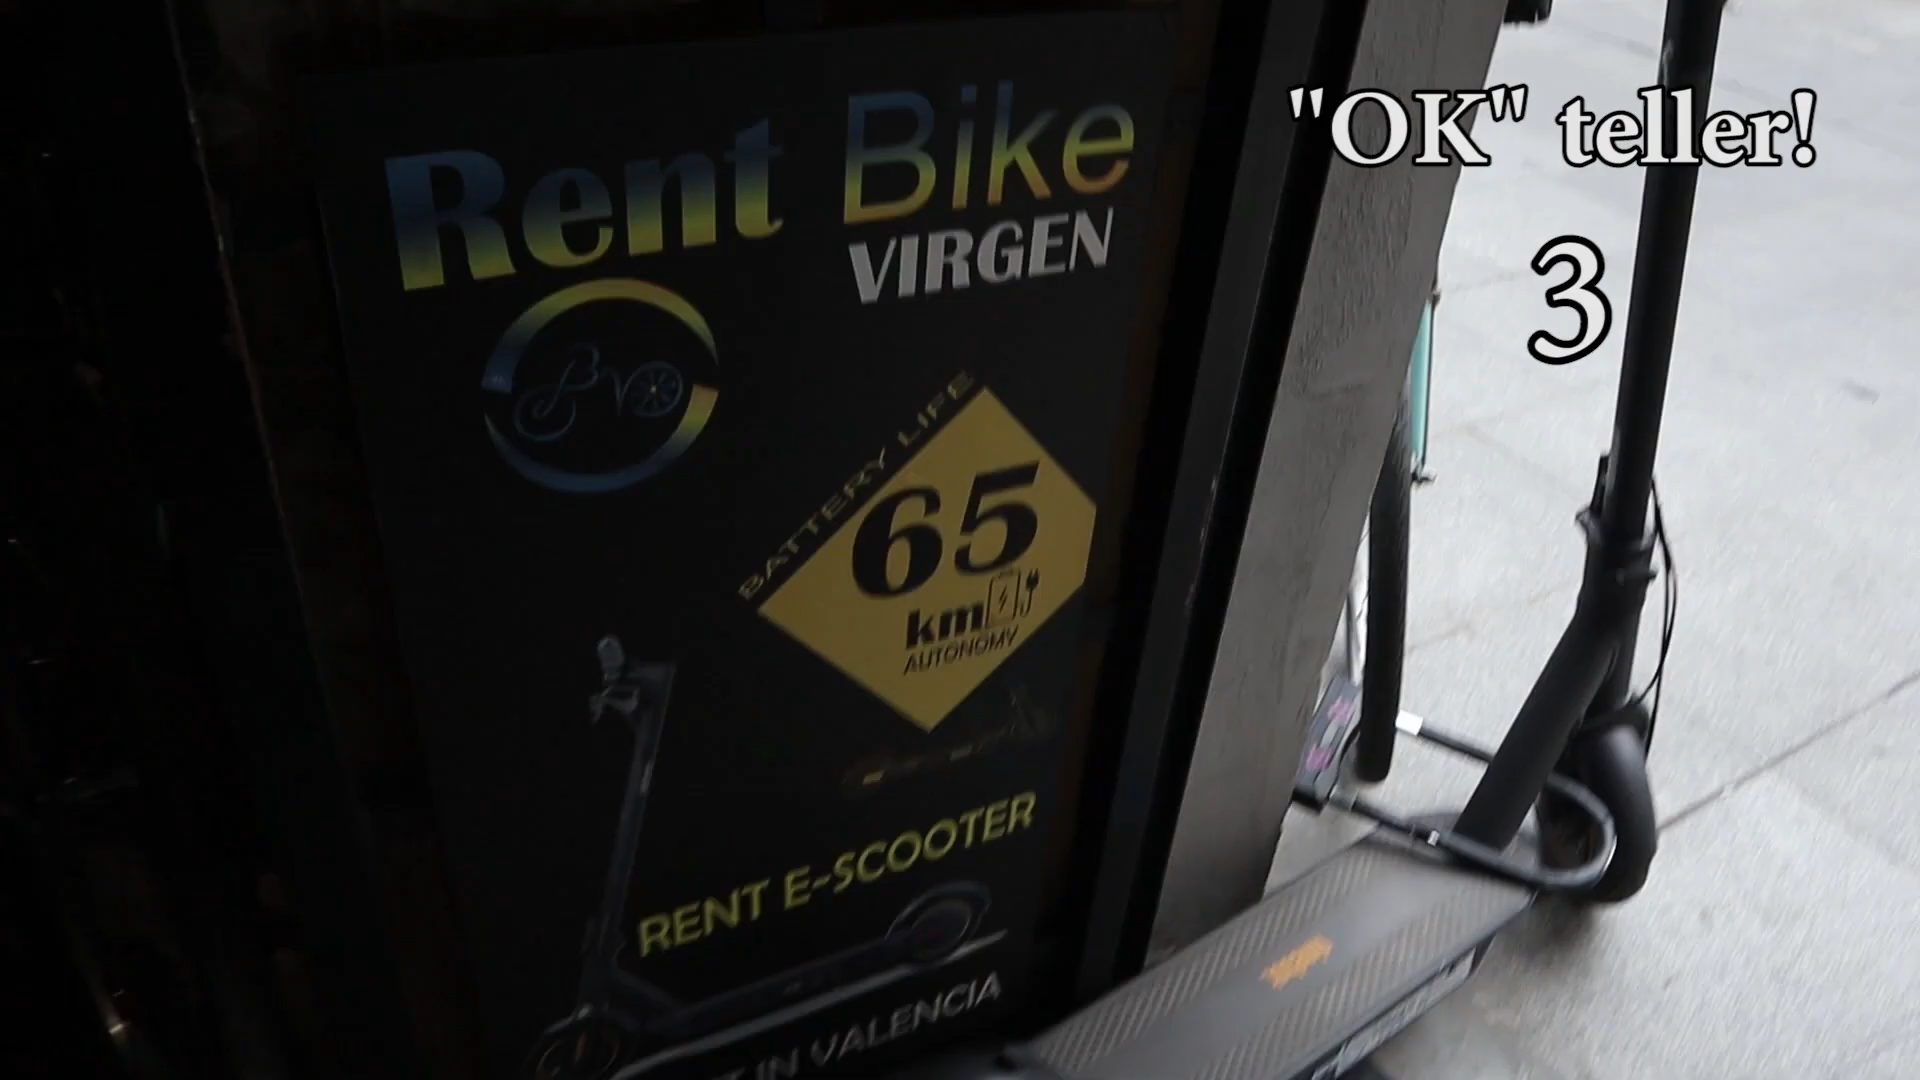 "OK" teller!
3
Rent Bike
VIRGEN
BATTERY LIFE
65
km
AUTONOMY
RENT E-SCOOTER
IN VALENCIA